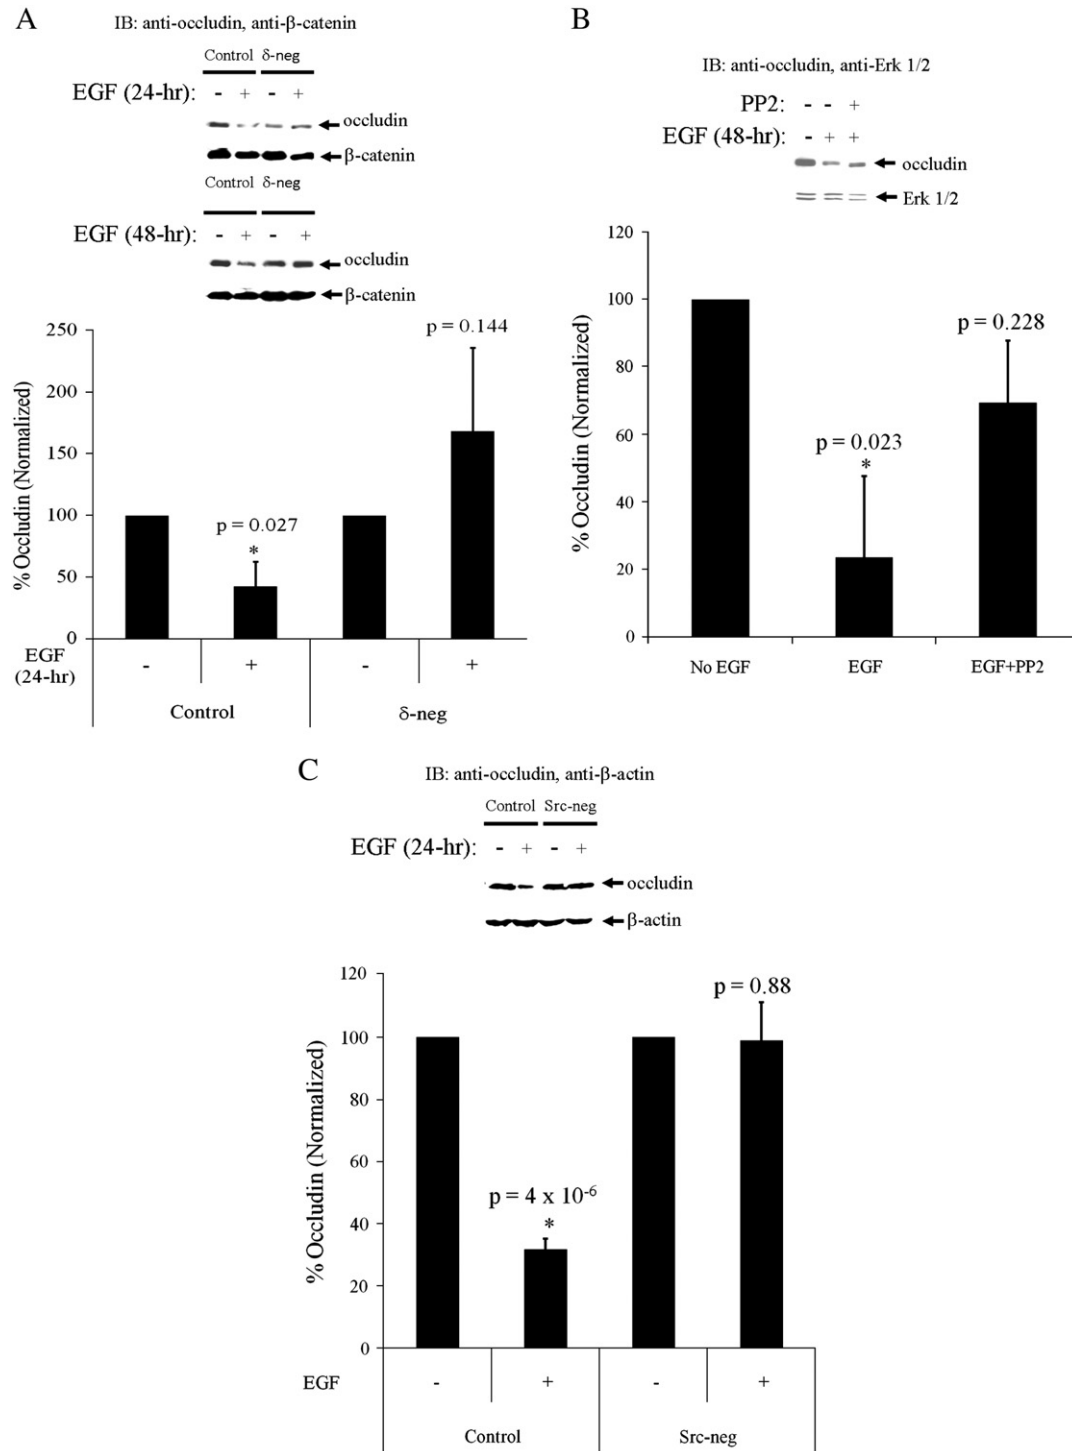 A
IB: anti-occludin, anti-β-catenin
Control δ-neg
EGF (24-hr): - + - +
occludin
β-catenin
Control δ-neg
EGF (48-hr): - + - +
occludin
β-catenin
% Occludin (Normalized)
250
200
150
100
50
0
p = 0.027
*
p = 0.144
EGF
(24-hr)
- + - +
Control δ-neg
B
IB: anti-occludin, anti-Erk 1/2
PP2: - - +
EGF (48-hr): - + +
occludin
Erk 1/2
% Occludin (Normalized)
120
100
80
60
40
20
0
p = 0.023
*
p = 0.228
No EGF EGF EGF+PP2
C
IB: anti-occludin, anti-β-actin
Control Src-neg
EGF (24-hr): - + - +
occludin
β-actin
% Occludin (Normalized)
120
100
80
60
40
20
0
p = 4 x 10⁻⁶
*
p = 0.88
EGF - + - +
Control Src-neg